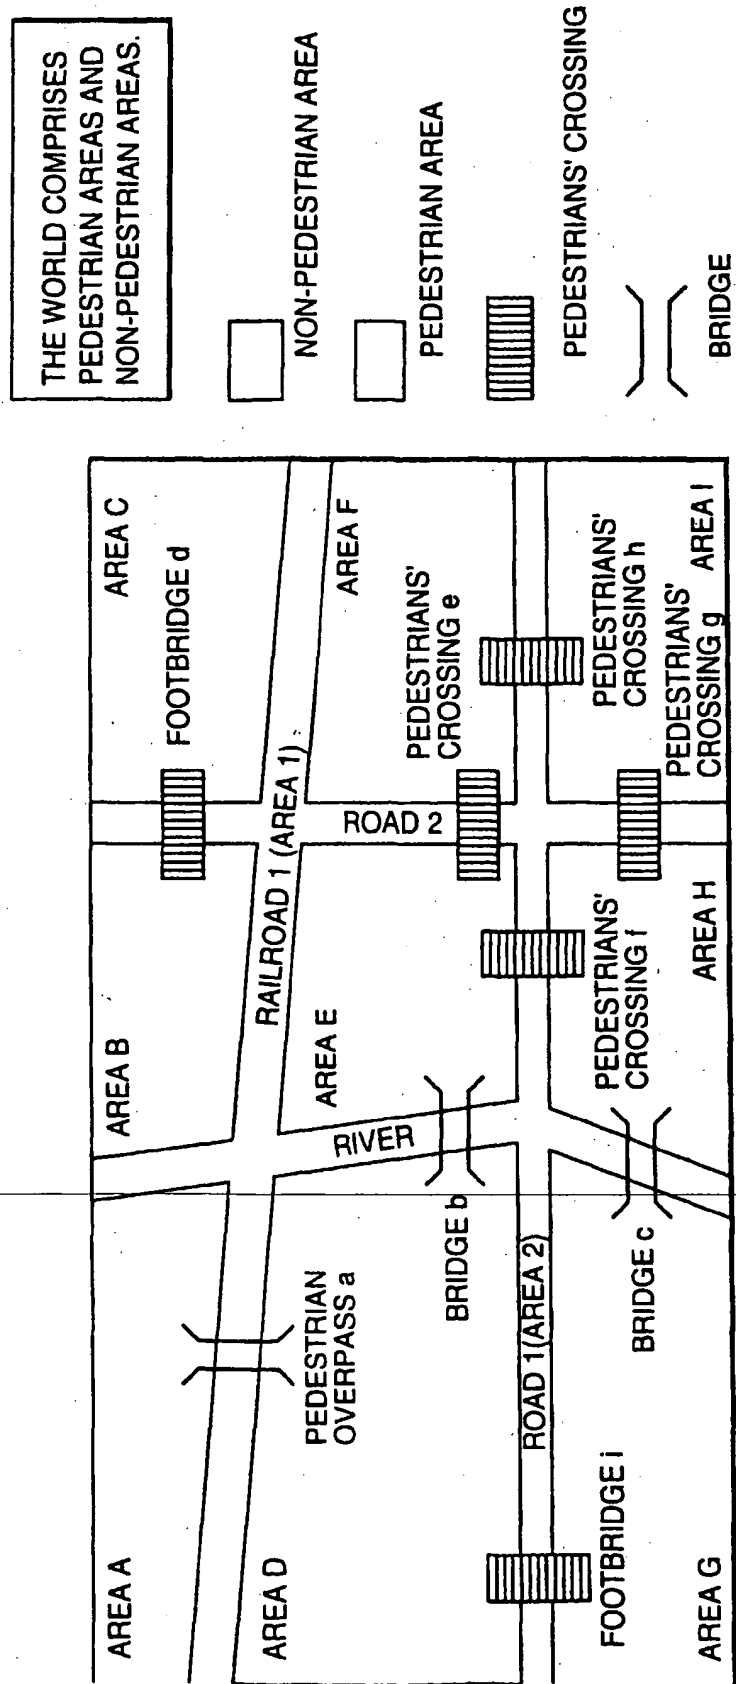 THE WORLD COMPRISES
PEDESTRIAN AREAS AND
NON-PEDESTRIAN AREAS.
NON-PEDESTRIAN AREA
PEDESTRIAN AREA
PEDESTRIANS' CROSSING
BRIDGE
AREA A
AREA B
AREA C
FOOTBRIDGE d
RAILROAD 1 (AREA 1)
PEDESTRIAN
OVERPASS a
AREA D
AREA E
AREA F
RIVER
ROAD 2
BRIDGE b
PEDESTRIANS'
CROSSING e
ROAD 1(AREA 2)
FOOTBRIDGE i
BRIDGE c
PEDESTRIANS'
CROSSING f
PEDESTRIANS'
CROSSING h
PEDESTRIANS'
CROSSING g
AREA G
AREA H
AREA I